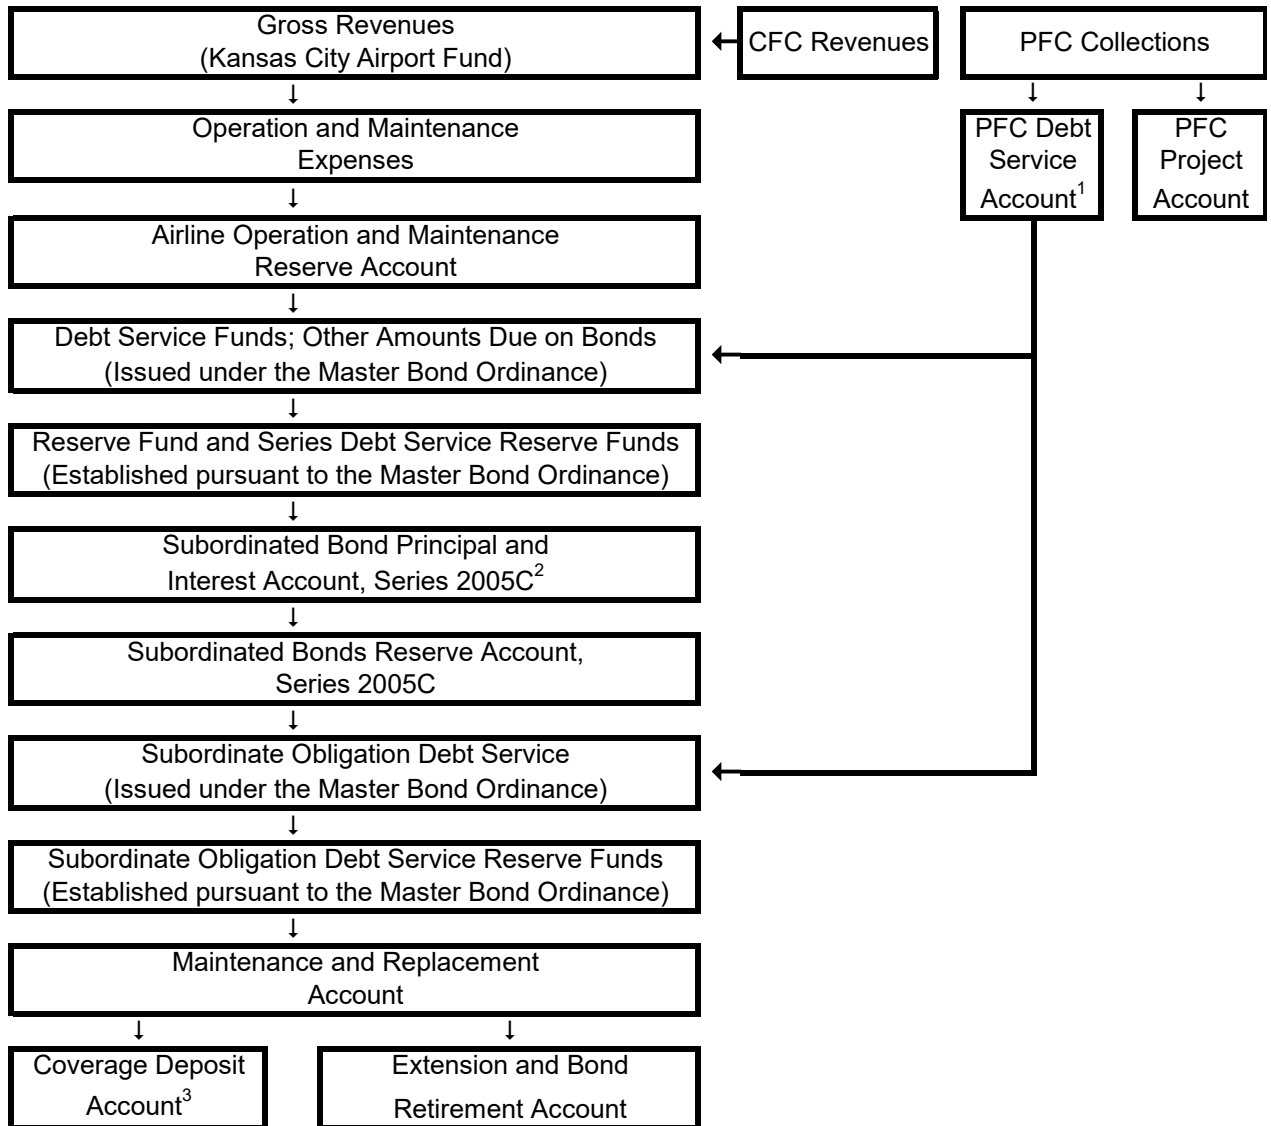 Gross Revenues
(Kansas City Airport Fund)
CFC Revenues
PFC Collections
Operation and Maintenance
Expenses
PFC Debt
Service
Account1
PFC
Project
Account
Airline Operation and Maintenance
Reserve Account
Debt Service Funds; Other Amounts Due on Bonds
(Issued under the Master Bond Ordinance)
Reserve Fund and Series Debt Service Reserve Funds
(Established pursuant to the Master Bond Ordinance)
Subordinated Bond Principal and
Interest Account, Series 2005C2
Subordinated Bonds Reserve Account,
Series 2005C
Subordinate Obligation Debt Service
(Issued under the Master Bond Ordinance)
Subordinate Obligation Debt Service Reserve Funds
(Established pursuant to the Master Bond Ordinance)
Maintenance and Replacement
Account
Coverage Deposit
Account3
Extension and Bond
Retirement Account